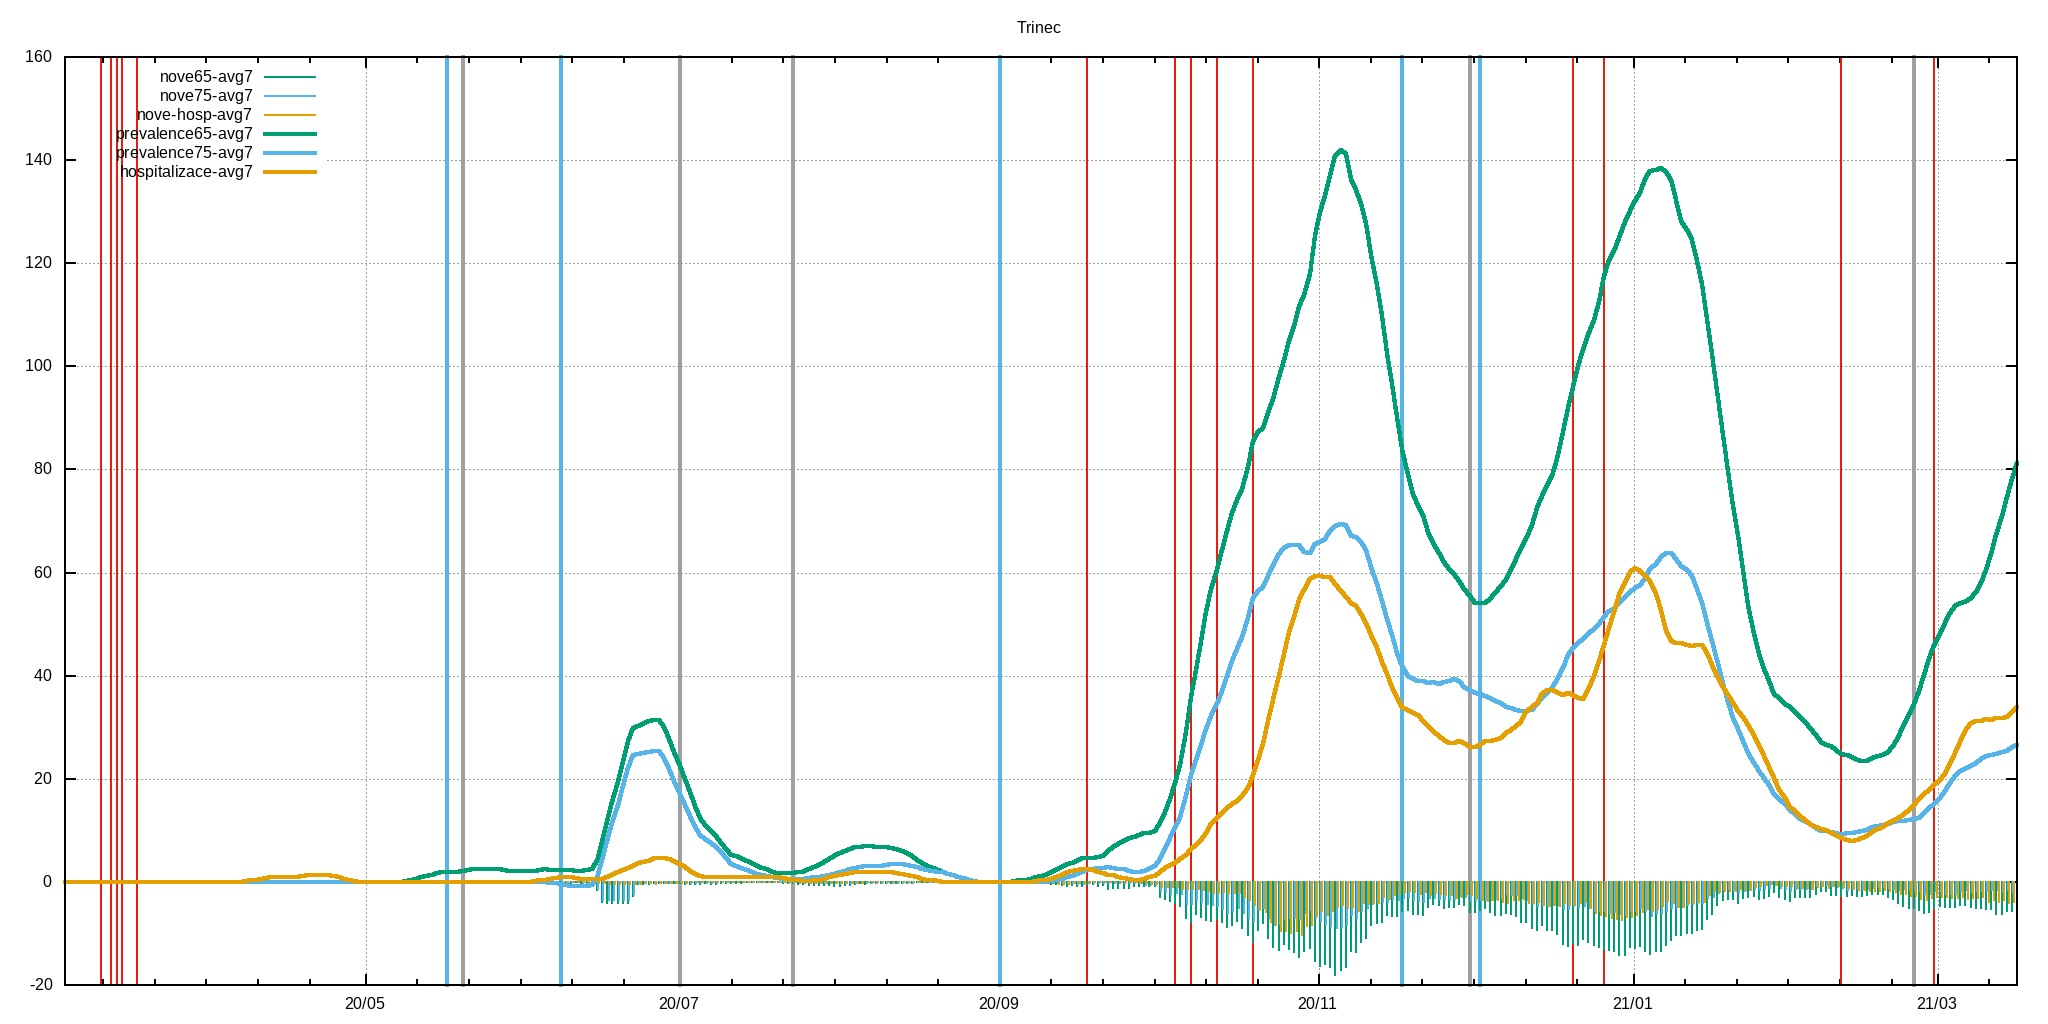 Trinec
160
140
120
100
80
60
40
20
0
-20
nove65-avg7
nove75-avg7
nove-hosp-avg7
prevalence65-avg7
prevalence75-avg7
hospitalizace-avg7
20/05
20/07
20/09
20/11
21/01
21/03